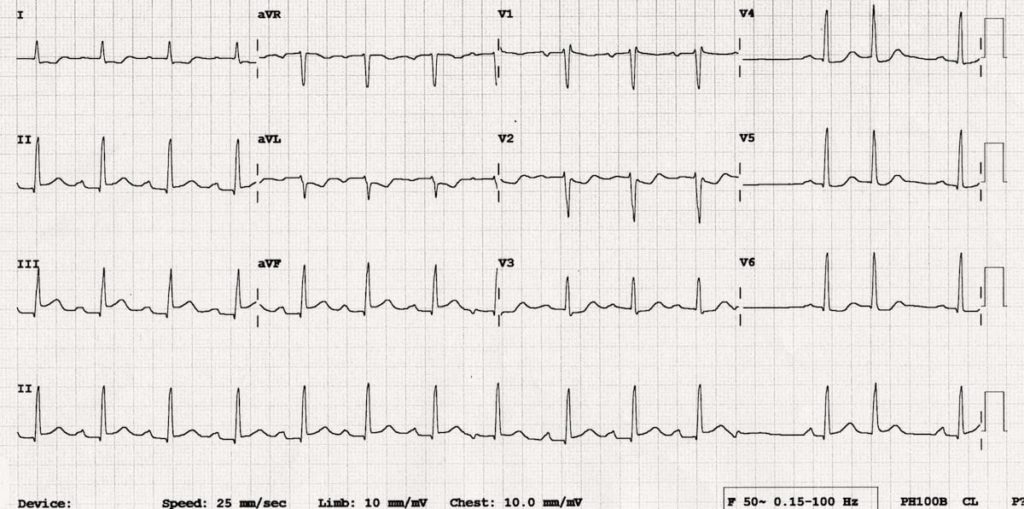 I aVR V1 V4
II aVL V2 V5
III aVF V3 V6
II
Device: Speed: 25 mm/sec Limb: 10 mm/mV Chest: 10.0 mm/mV F 50~ 0.15-100 Hz PH100B CL